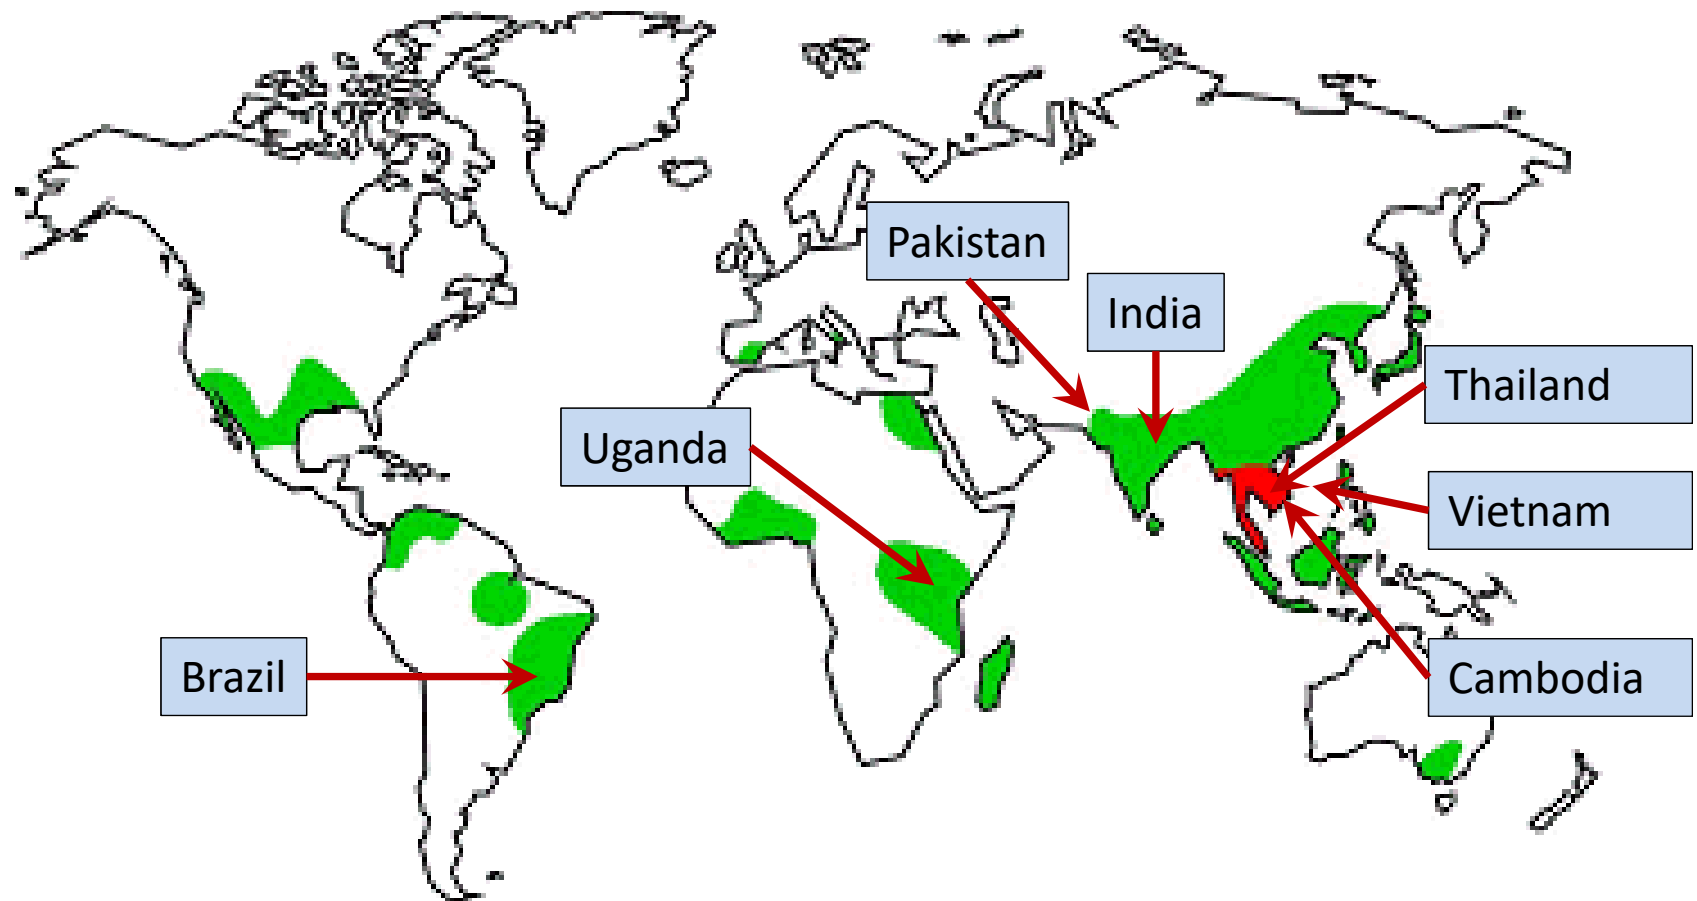 Pakistan
India
Thailand
Uganda
Vietnam
Brazil
Cambodia